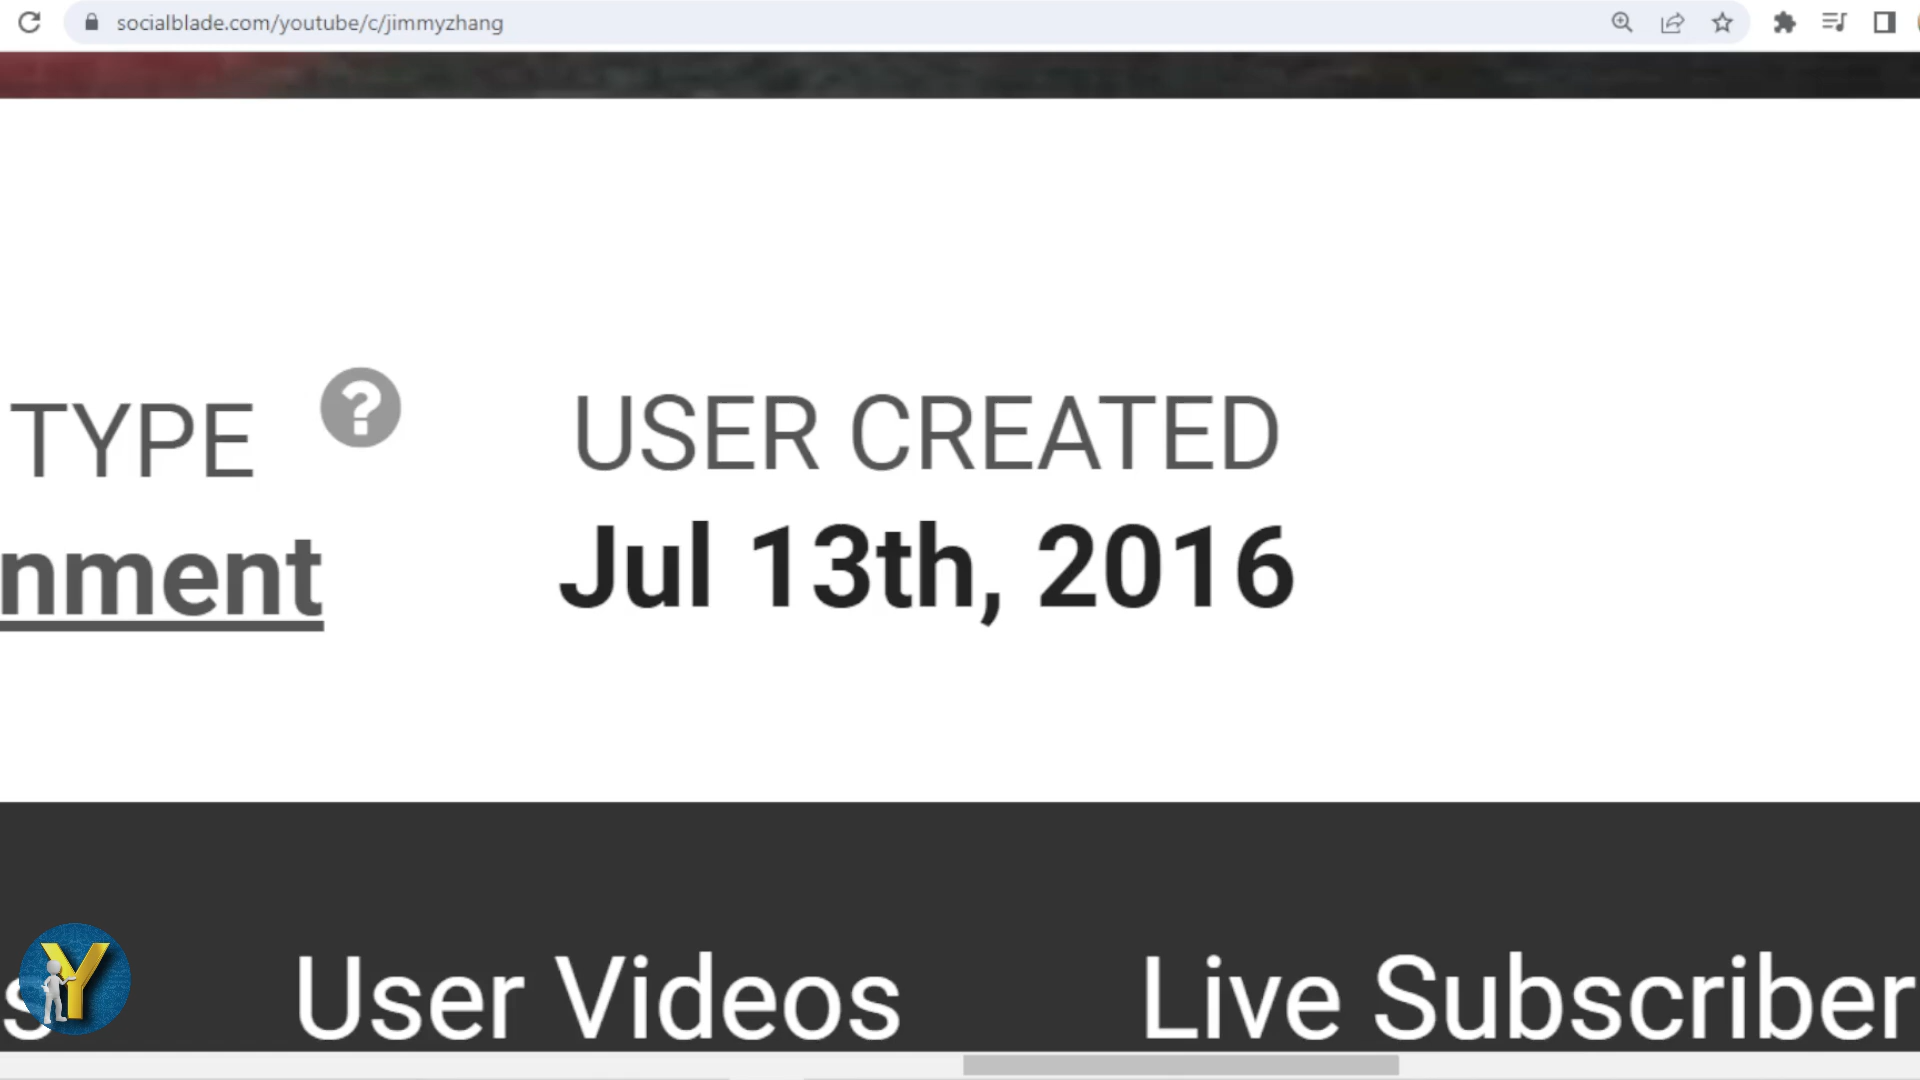 socialblade.com/youtube/c/jimmyzhang
TYPE
USER CREATED
nment
Jul 13th, 2016
s
Y
User Videos
Live Subscriber